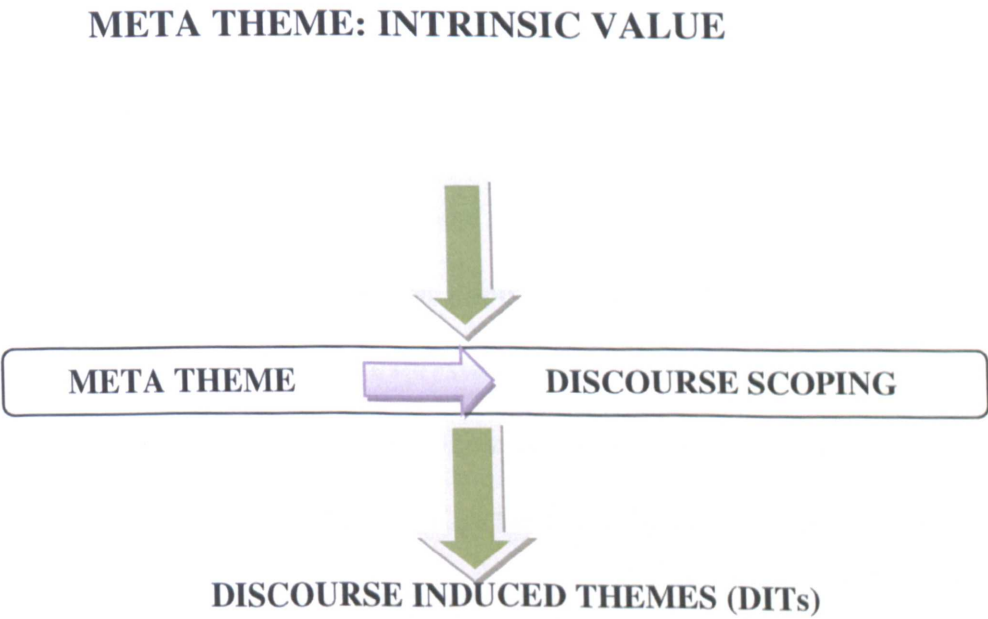 META THEME: INTRINSIC VALUE
META THEME DISCOURSE SCOPING
DISCOURSE INDUCED THEMES (DITs)